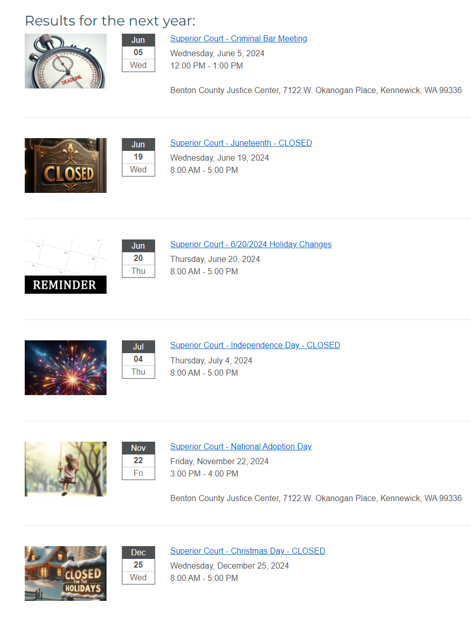 Results for the next year:
DEADLINE
Jun
05
Wed
Superior Court - Criminal Bar Meeting
Wednesday, June 5, 2024
12:00 PM - 1:00 PM
Benton County Justice Center, 7122 W. Okanogan Place, Kennewick, WA 99336
CLOSED
Jun
19
Wed
Superior Court - Juneteenth - CLOSED
Wednesday, June 19, 2024
8:00 AM - 5:00 PM
REMINDER
Jun
20
Thu
Superior Court - 6/20/2024 Holiday Changes
Thursday, June 20, 2024
8:00 AM - 5:00 PM
Jul
04
Thu
Superior Court - Independence Day - CLOSED
Thursday, July 4, 2024
8:00 AM - 5:00 PM
Nov
22
Fri
Superior Court - National Adoption Day
Friday, November 22, 2024
3:00 PM - 4:00 PM
Benton County Justice Center, 7122 W. Okanogan Place, Kennewick, WA 99336
CLOSED
FOR THE
HOLIDAYS
Dec
25
Wed
Superior Court - Christmas Day - CLOSED
Wednesday, December 25, 2024
8:00 AM - 5:00 PM